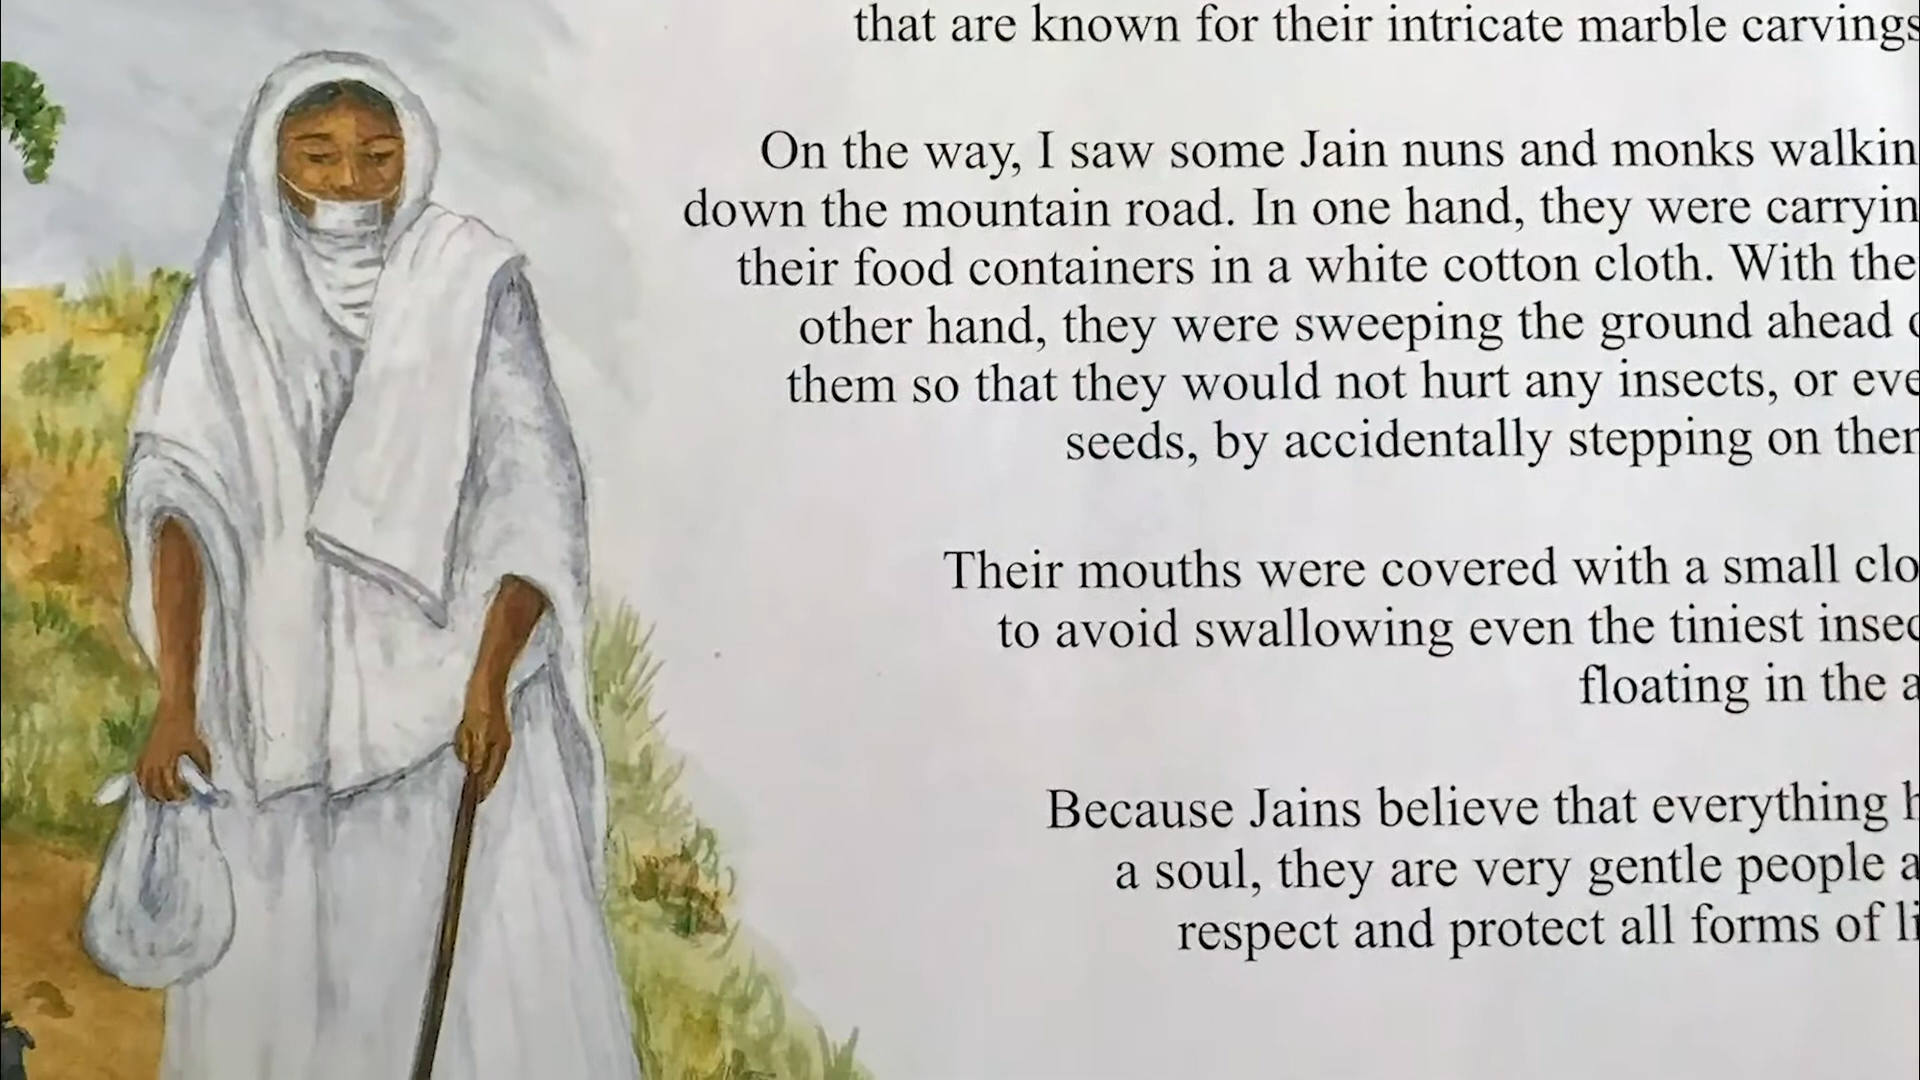 that are known for their intricate marble carvings
On the way, I saw some Jain nuns and monks walkin
down the mountain road. In one hand, they were carryin
their food containers in a white cotton cloth. With the
other hand, they were sweeping the ground ahead
them so that they would not hurt any insects, or eve
seeds, by accidentally stepping on
Their mouths were covered with a small clo
to avoid swallowing even the tiniest insec
floating in the a
Because Jains believe that everything h
a soul, they are very gentle people a
respect and protect all forms of li